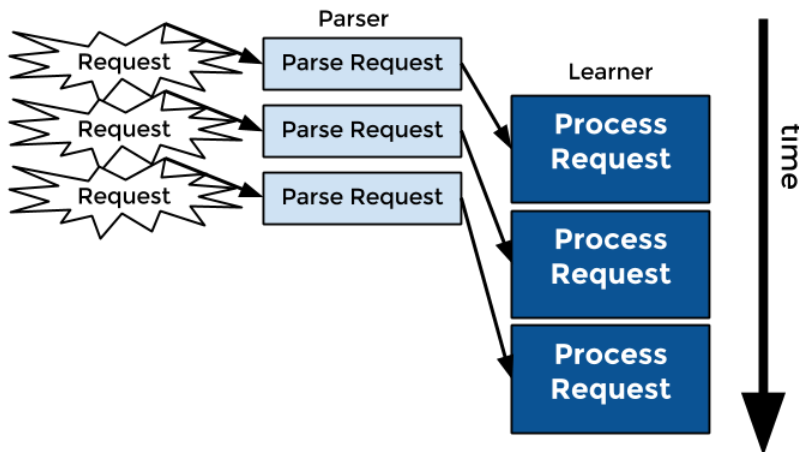 Parser
Request
Parse Request
Learner
Process
Request
Request
Parse Request
time
Request
Parse Request
Process
Request
Process
Request